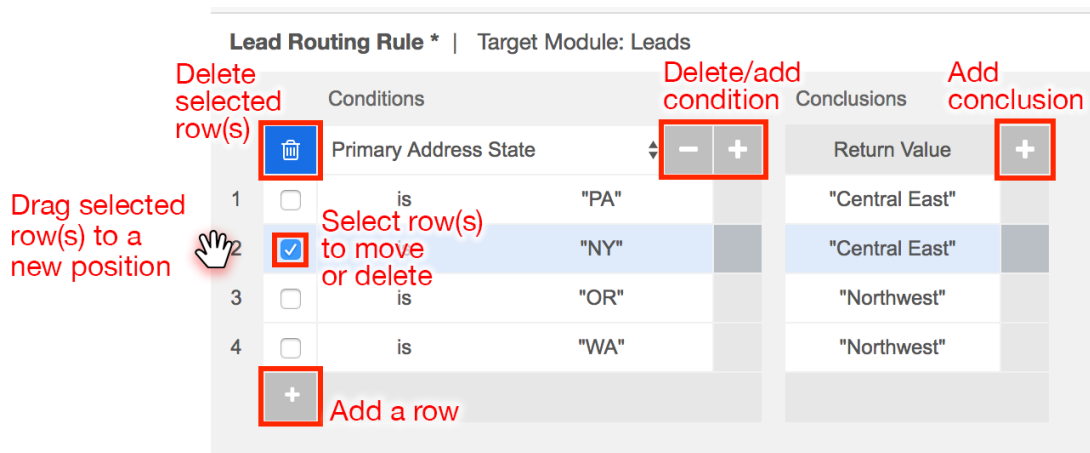 Lead Routing Rule * | Target Module: Leads
Delete
selected
row(s)
Conditions
Delete/add
condition
Conclusions
Add
conclusion
Primary Address State
Return Value
1 is "PA" "Central East"
Drag selected
row(s) to a
new position
Select row(s)
to move
or delete
2 is "NY" "Central East"
3 is "OR" "Northwest"
4 is "WA" "Northwest"
Add a row